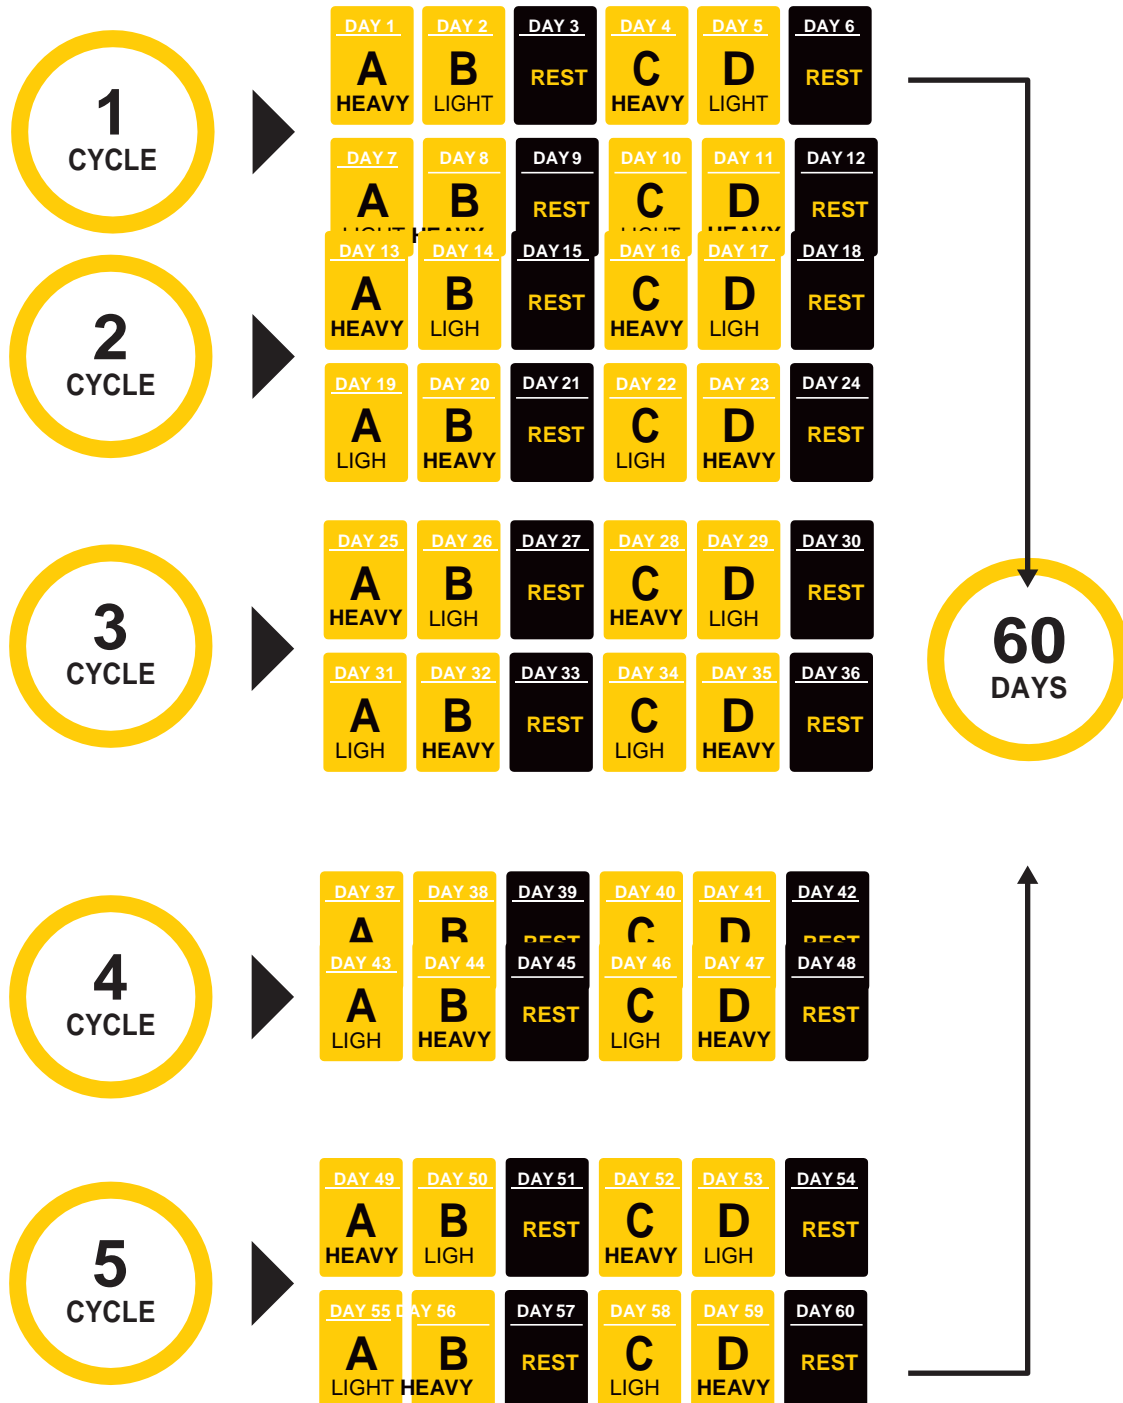 DAY 1 DAY 2 DAY 3 DAY 4 DAY 5 DAY 6
A B REST C D REST
HEAVY LIGHT HEAVY LIGHT
1
CYCLE
DAY 7 DAY 8 DAY 9 DAY 10 DAY 11 DAY 12
A B REST C D REST
LIGHT HEAVY LIGHT HEAVY
DAY 13 DAY 14 DAY 15 DAY 16 DAY 17 DAY 18
A B REST C D REST
HEAVY LIGH HEAVY LIGH
2
CYCLE
DAY 19 DAY 20 DAY 21 DAY 22 DAY 23 DAY 24
A B REST C D REST
LIGH HEAVY LIGH HEAVY
DAY 25 DAY 26 DAY 27 DAY 28 DAY 29 DAY 30
A B REST C D REST
HEAVY LIGH HEAVY LIGH
3
CYCLE
DAY 31 DAY 32 DAY 33 DAY 34 DAY 35 DAY 36
A B REST C D REST
LIGH HEAVY LIGH HEAVY
60
DAYS
DAY 37 DAY 38 DAY 39 DAY 40 DAY 41 DAY 42
A B REST C D REST
4
CYCLE
DAY 43 DAY 44 DAY 45 DAY 46 DAY 47 DAY 48
A B REST C D REST
LIGH HEAVY LIGH HEAVY
DAY 49 DAY 50 DAY 51 DAY 52 DAY 53 DAY 54
A B REST C D REST
HEAVY LIGH HEAVY LIGH
5
CYCLE
DAY 55 DAY 56 DAY 57 DAY 58 DAY 59 DAY 60
A B REST C D REST
LIGHT HEAVY LIGH HEAVY